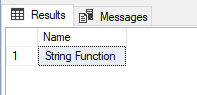 Results Messages
Name
1 String Function